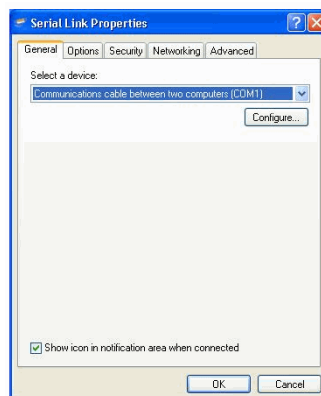 Serial Link Properties
General Options Security Networking Advanced
Select a device:
Communications cable between two computers (COM1)
Configure...
Show icon in notification area when connected
OK Cancel